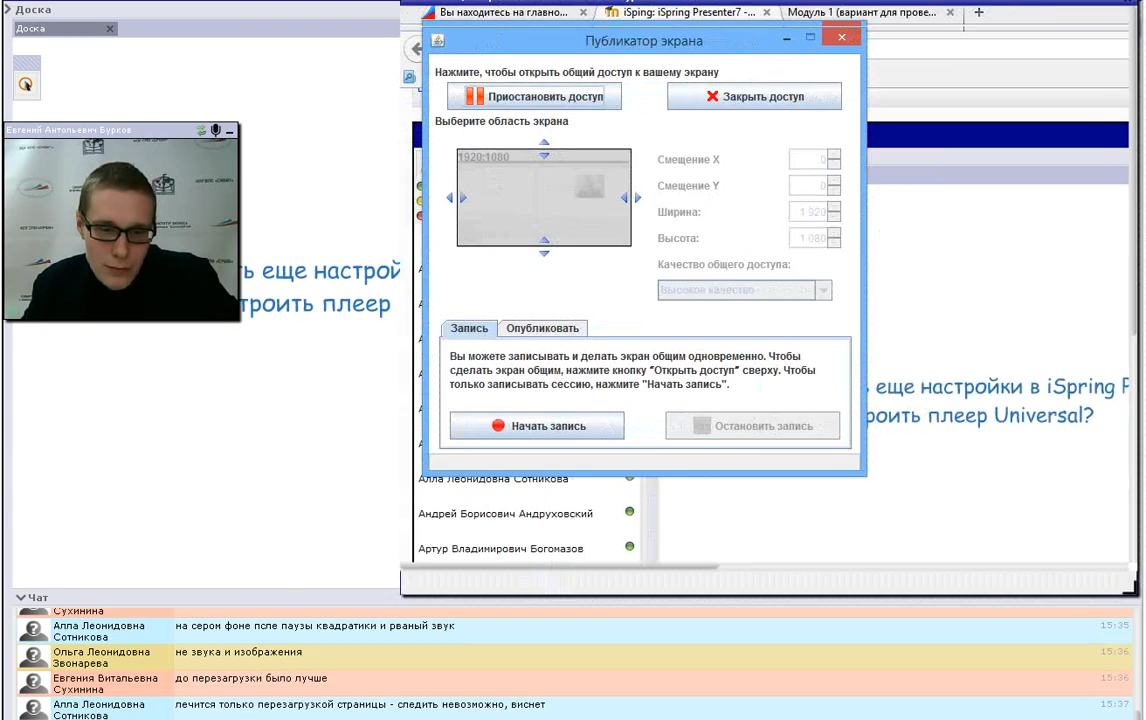 Доска
Доска
Вы находитесь на главно...
iSping: iSpring Presenter7 -...
Модуль 1 (вариант для прове...
Евгений Антольевич Бурков
ь еще настрой
троить плеер
Публикатор экрана
Нажмите, чтобы открыть общий доступ к вашему экрану
Приостановить доступ
Закрыть доступ
Выберите область экрана
1920:1080
Смещение X
0
Смещение Y
0
Ширина:
1 920
Высота:
1 080
Качество общего доступа:
Высокое качество
Запись
Опубликовать
Вы можете записывать и делать экран общим одновременно. Чтобы
сделать экран общим, нажмите кнопку "Открыть доступ" сверху. Чтобы
только записывать сессию, нажмите "Начать запись".
Начать запись
Остановить запись
еще настройки в iSpring P
роить плеер Universal?
Алла Леонидовна Сотникова
Андрей Борисович Андруховский
Артур Владимирович Богомазов
Чат
Сухинина
Алла Леонидовна
Сотникова
на сером фоне псле паузы квадратики и рваный звук
15:35
Ольга Леонидовна
Звонарева
не звука и изображения
15:36
Евгения Витальевна
Сухинина
до перезагрузки было лучше
15:36
Алла Леонидовна
Сотникова
лечится только перезагрузкой страницы - следить невозможно, виснет
15:37